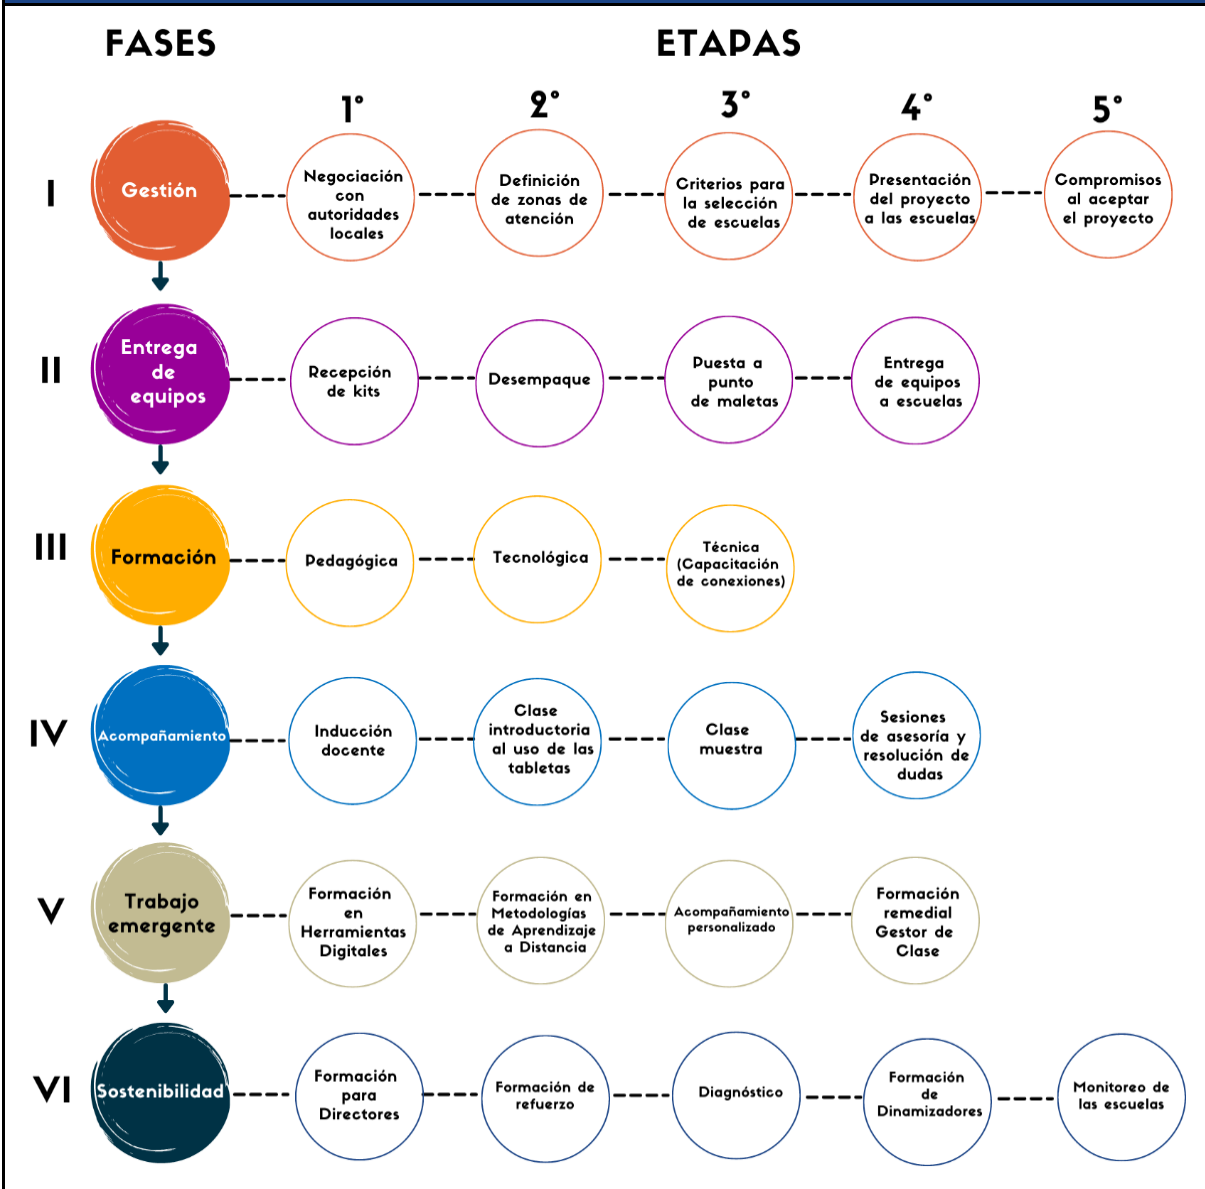 FASES
ETAPAS
1°
2°
3°
4°
5°
I
Gestión
Negociación
con
autoridades
locales
Definición
de zonas de
atención
Criterios para
la selección
de escuelas
Presentación
del proyecto
a las escuelas
Compromisos
al aceptar
el proyecto
II
Entrega
de
equipos
Recepción
de kits
Desempaque
Puesta a
punto
de maletas
Entrega
de equipos
a escuelas
III
Formación
Pedagógica
Tecnológica
Técnica
(Capacitación
de conexiones)
IV
Acompañamiento
Inducción
docente
Clase
introductoria
al uso de las
tabletas
Clase
muestra
Sesiones
de asesoría y
resolución de
dudas
V
Trabajo
emergente
Formación
en
Herramientas
Digitales
Formación en
Metodologías
de Aprendizaje
a Distancia
Acompañamiento
personalizado
Formación
remedial
Gestor de
Clase
VI
Sostenibilidad
Formación
para
Directores
Formación de
refuerzo
Diagnóstico
Formación
de
Dinamizadores
Monitoreo de
las escuelas